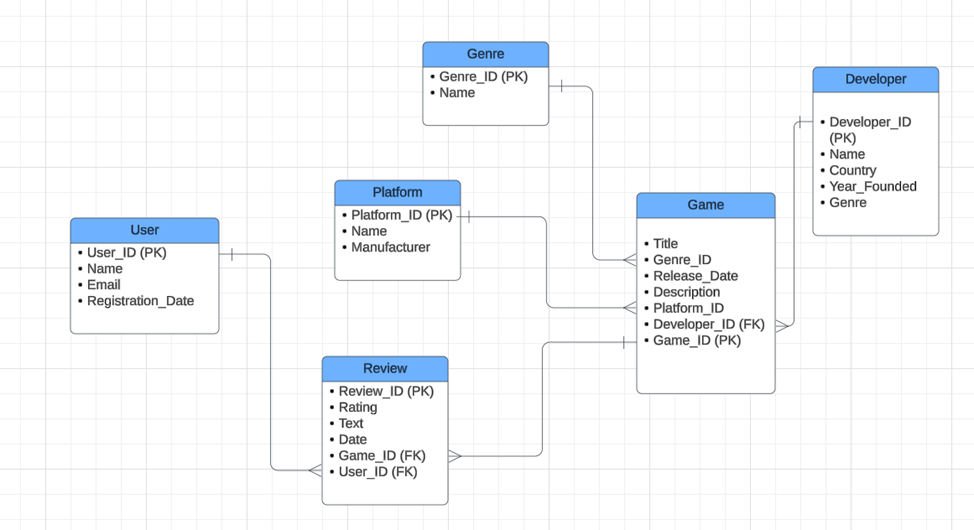 Genre
• Genre_ID (PK)
• Name
Developer
• Developer_ID
(PK)
• Name
• Country
• Year_Founded
• Genre
Platform
• Platform_ID (PK)
• Name
• Manufacturer
Game
• Title
• Genre_ID
• Release_Date
• Description
• Platform_ID
• Developer_ID (FK)
• Game_ID (PK)
User
• User_ID (PK)
• Name
• Email
• Registration_Date
Review
• Review_ID (PK)
• Rating
• Text
• Date
• Game_ID (FK)
• User_ID (FK)